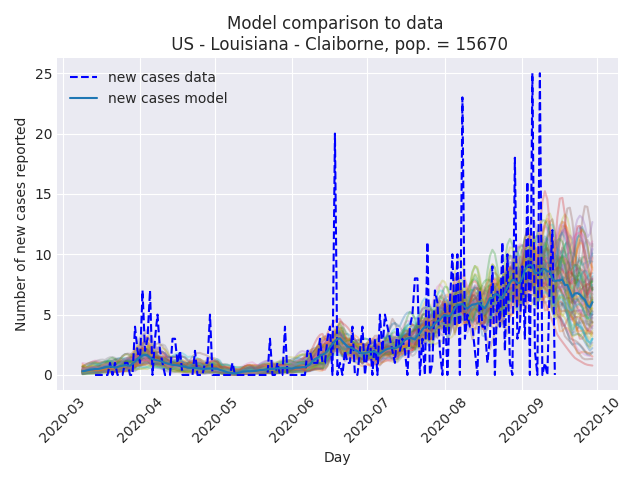 Model comparison to data
US - Louisiana - Claiborne, pop. = 15670
new cases data
new cases model
Number of new cases reported
25
20
15
10
5
0
2020-03
2020-04
2020-05
2020-06
2020-07
2020-08
2020-09
2020-10
Day